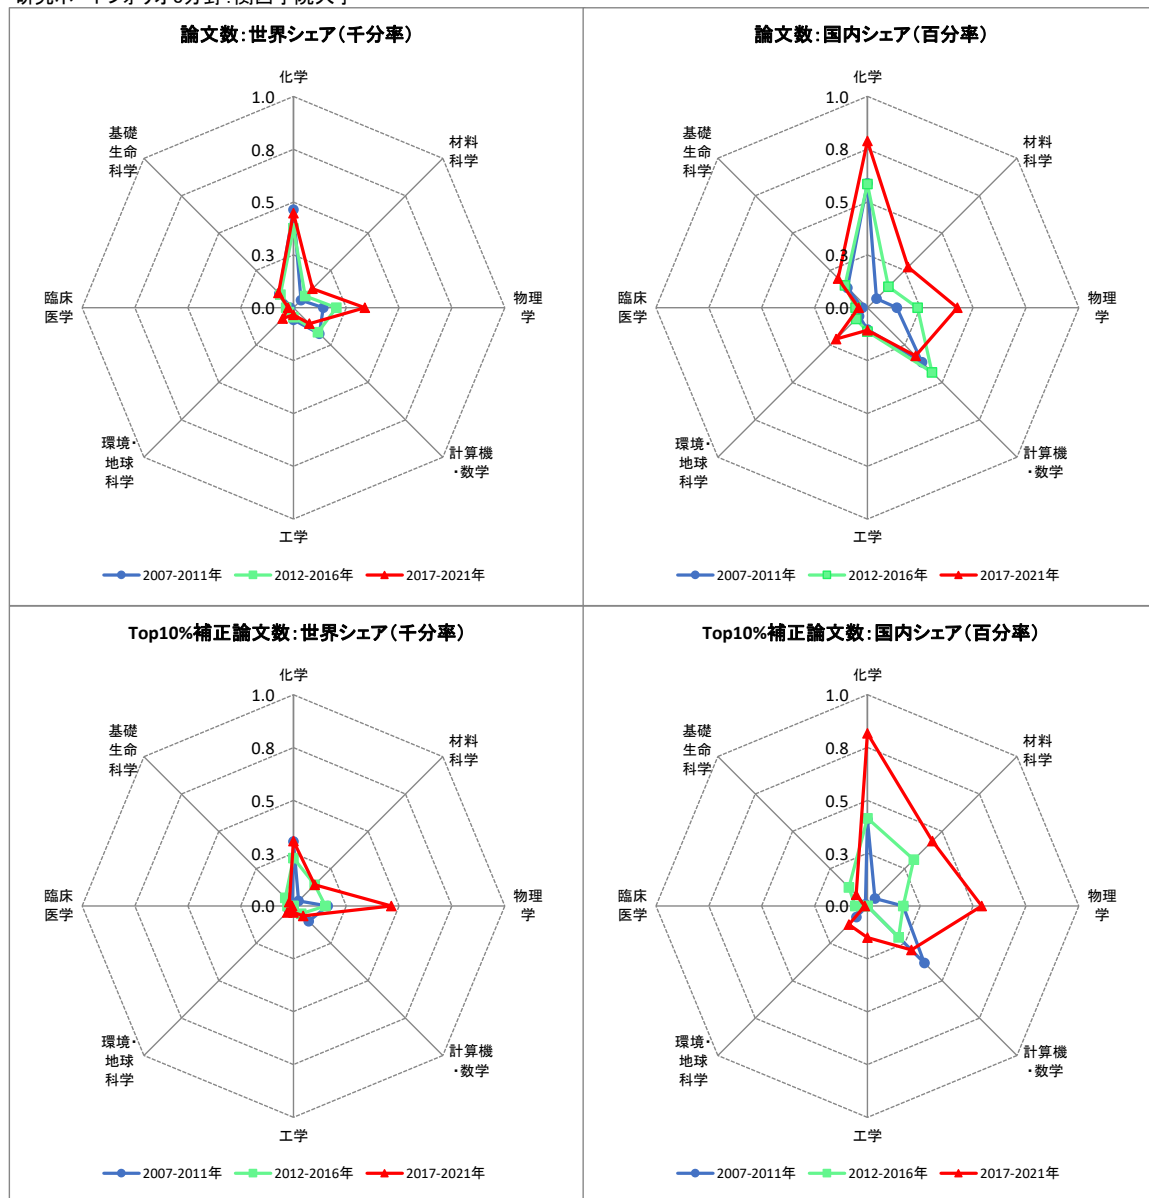 論文数:世界シェア(千分率)
化学
1.0
0.8
0.5
0.3
0.0
材料
科学
物理
学
計算機
・数学
工学
環境・
地球
科学
臨床
医学
基礎
生命
科学
2007-2011年 2012-2016年 2017-2021年
論文数:国内シェア(百分率)
化学
1.0
0.8
0.5
0.3
0.0
材料
科学
物理
学
計算機
・数学
工学
環境・
地球
科学
臨床
医学
基礎
生命
科学
2007-2011年 2012-2016年 2017-2021年
Top10%補正論文数:世界シェア(千分率)
化学
1.0
0.8
0.5
0.3
0.0
材料
科学
物理
学
計算機
・数学
工学
環境・
地球
科学
臨床
医学
基礎
生命
科学
2007-2011年 2012-2016年 2017-2021年
Top10%補正論文数:国内シェア(百分率)
化学
1.0
0.8
0.5
0.3
0.0
材料
科学
物理
学
計算機
・数学
工学
環境・
地球
科学
臨床
医学
基礎
生命
科学
2007-2011年 2012-2016年 2017-2021年